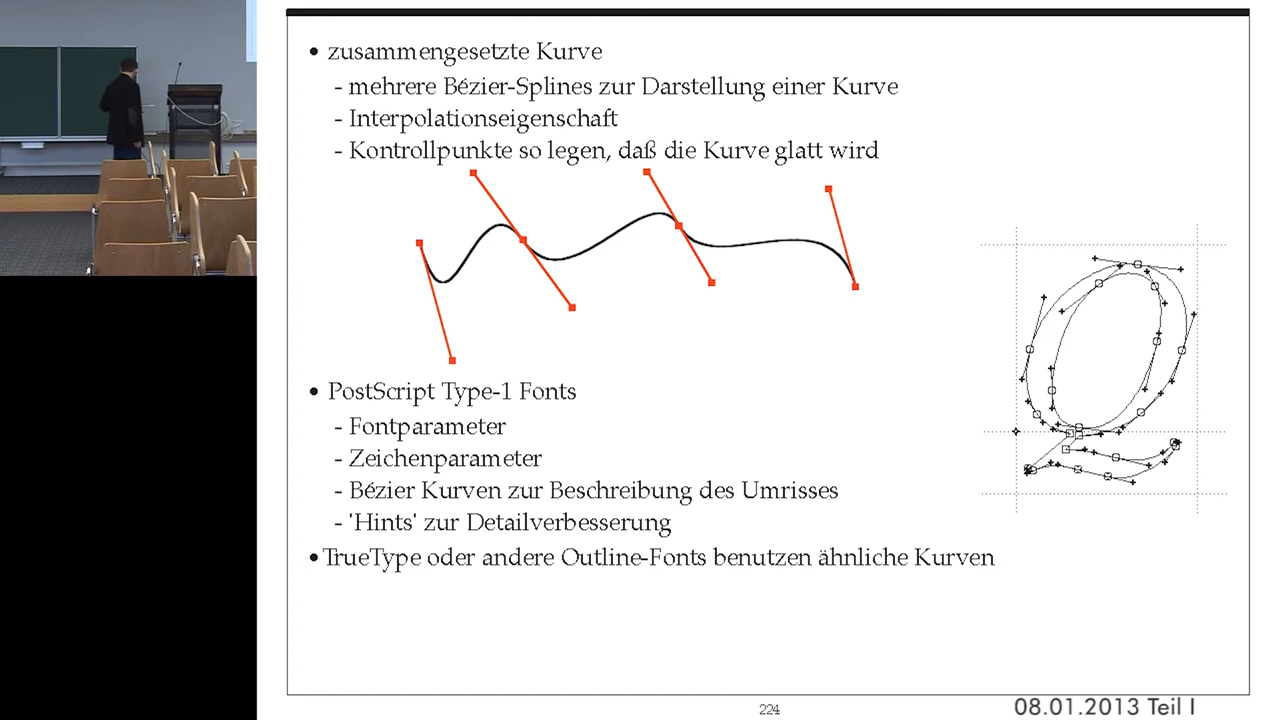 • zusammengesetzte Kurve
- mehrere Bézier-Splines zur Darstellung einer Kurve
- Interpolationseigenschaft
- Kontrollpunkte so legen, daß die Kurve glatt wird
• PostScript Type-1 Fonts
- Fontparameter
- Zeichenparameter
- Bézier Kurven zur Beschreibung des Umrisses
- 'Hints' zur Detailverbesserung
• TrueType oder andere Outline-Fonts benutzen ähnliche Kurven
224
08.01.2013 Teil I